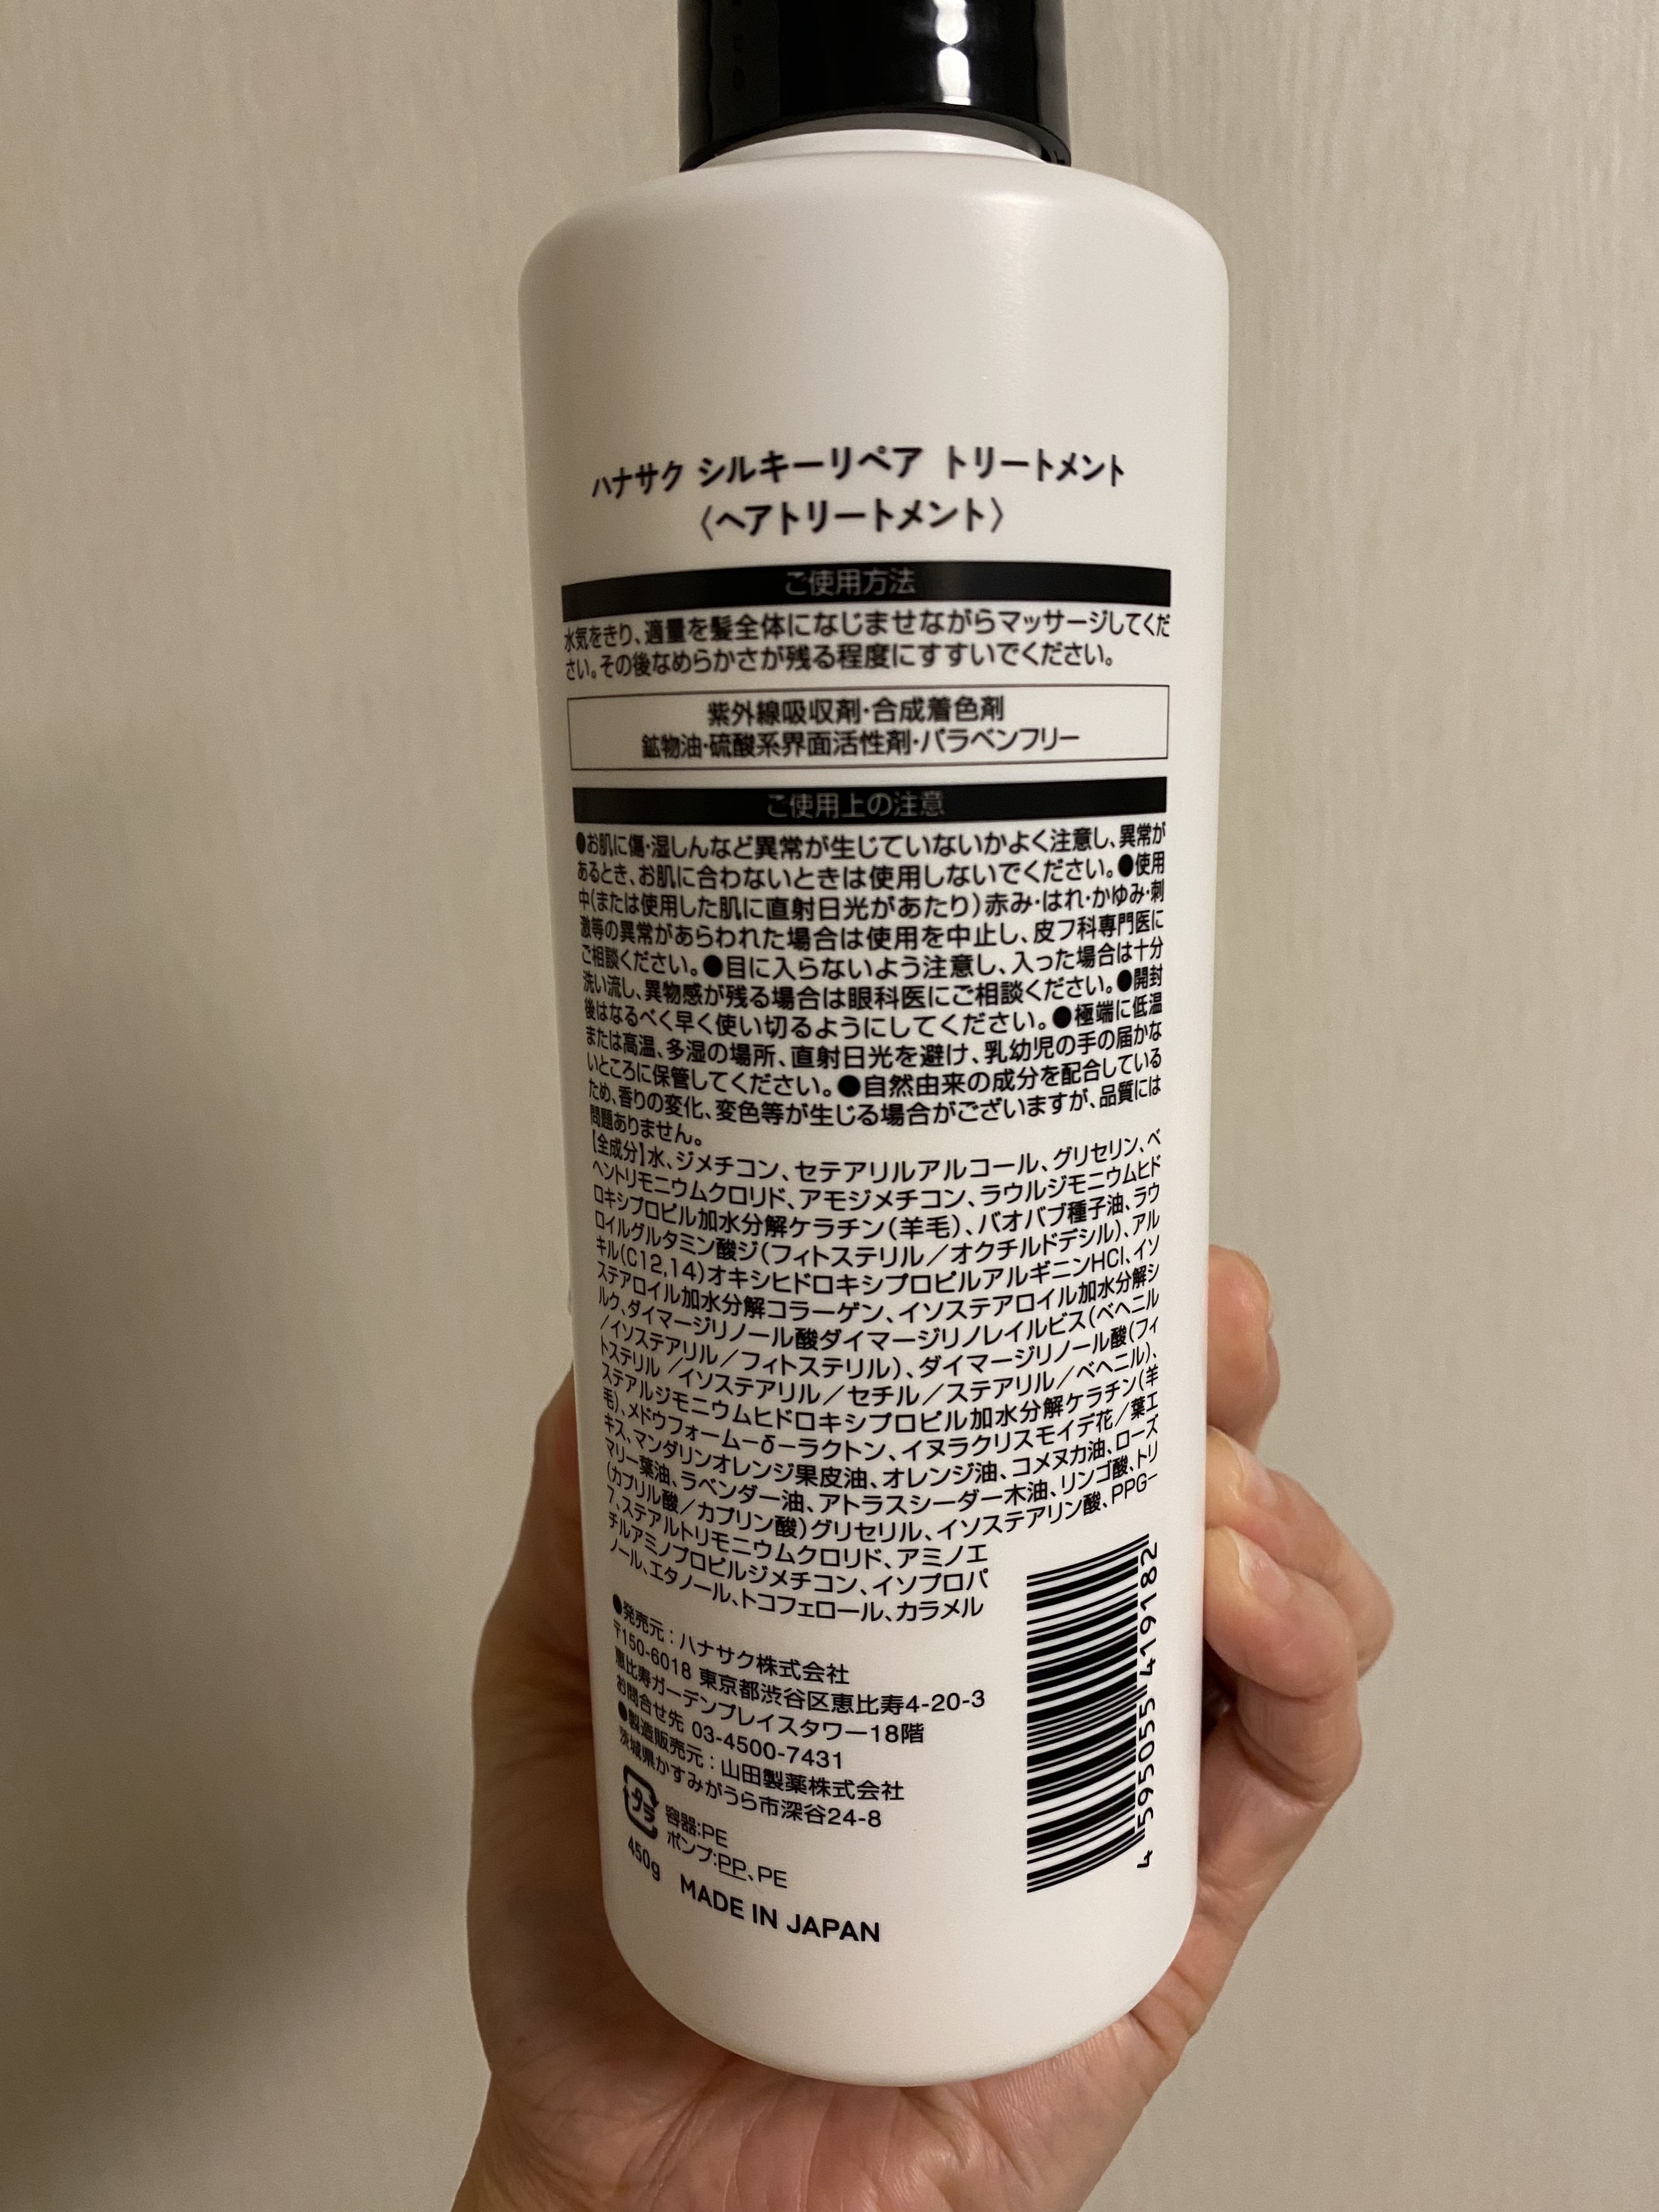 ハナサク シルキーリペア トリートメント
〈ヘアトリートメント〉
ご使用方法
水気をきり、適量を髪全体になじませながらマッサージしてくだ
さい。その後なめらかさが残る程度にすすいでください。
紫外線吸収剤・合成着色剤
鉱物油・硫酸系界面活性剤・パラベンフリー
ご使用上の注意
●お肌に傷・湿しんなど異常が生じていないかよく注意し、異常が
あるとき、お肌に合わないときは使用しないでください。●使用
中(または使用した肌に直射日光があたり)赤み・はれ・かゆみ・刺
激等の異常があらわれた場合は使用を中止し、皮フ科専門医に
ご相談ください。●目に入らないよう注意し、入った場合は十分
洗い流し、異物感が残る場合は眼科医にご相談ください。●開封
後はなるべく早く使い切るようにしてください。●極端に低温
または高温、多湿の場所、直射日光を避け、乳幼児の手の届かな
いところに保管してください。●自然由来の成分を配合している
ため、香りの変化、変色等が生じる場合がございますが、品質には
問題ありません。
【全成分】水、ジメチコン、セテアリルアルコール、グリセリン、ベ
ヘントリモニウムクロリド、アモジメチコン、ラウルジモニウムヒド
ロキシプロピル加水分解ケラチン(羊毛)、バオバブ種子油、ラウ
ロイルグルタミン酸ジ(フィトステリル/オクチルドデシル)、アル
キル(C12,14)オキシヒドロキシプロピルアルギニンHCl、イソ
ステアロイル加水分解コラーゲン、イソステアロイル加水分解シ
ルク、ダイマージリノール酸ダイマージリノレイルビス(ベヘニル
/イソステアリル/フィトステリル)、ダイマージリノール酸(フィ
トステリル/イソステアリル/セチル/ステアリル/ベヘニル)、
ステアルジモニウムヒドロキシプロピル加水分解ケラチン(羊
毛)、メドウフォーム-δ-ラクトン、イヌラクリスモイデ花/葉エ
キス、マンダリンオレンジ果皮油、オレンジ油、コメヌカ油、ローズ
マリー葉油、ラベンダー油、アトラスシーダー木油、リンゴ酸、トリ
(カプリル酸/カプリン酸)グリセリル、イソステアリン酸、PPG-
7、ステアルトリモニウムクロリド、アミノエ
チルアミノプロピルジメチコン、イソプロパ
ノール、エタノール、トコフェロール、カラメル
●発売元:ハナサク株式会社
〒150-6018 東京都渋谷区恵比寿4-20-3
恵比寿ガーデンプレイスタワー18階
お問合せ先 03-4500-7431
●製造販売元:山田製薬株式会社
茨城県かすみがうら市深谷24-8
プラ
容器:PE
ポンプ:PP、PE
450g MADE IN JAPAN
4 595055 419182